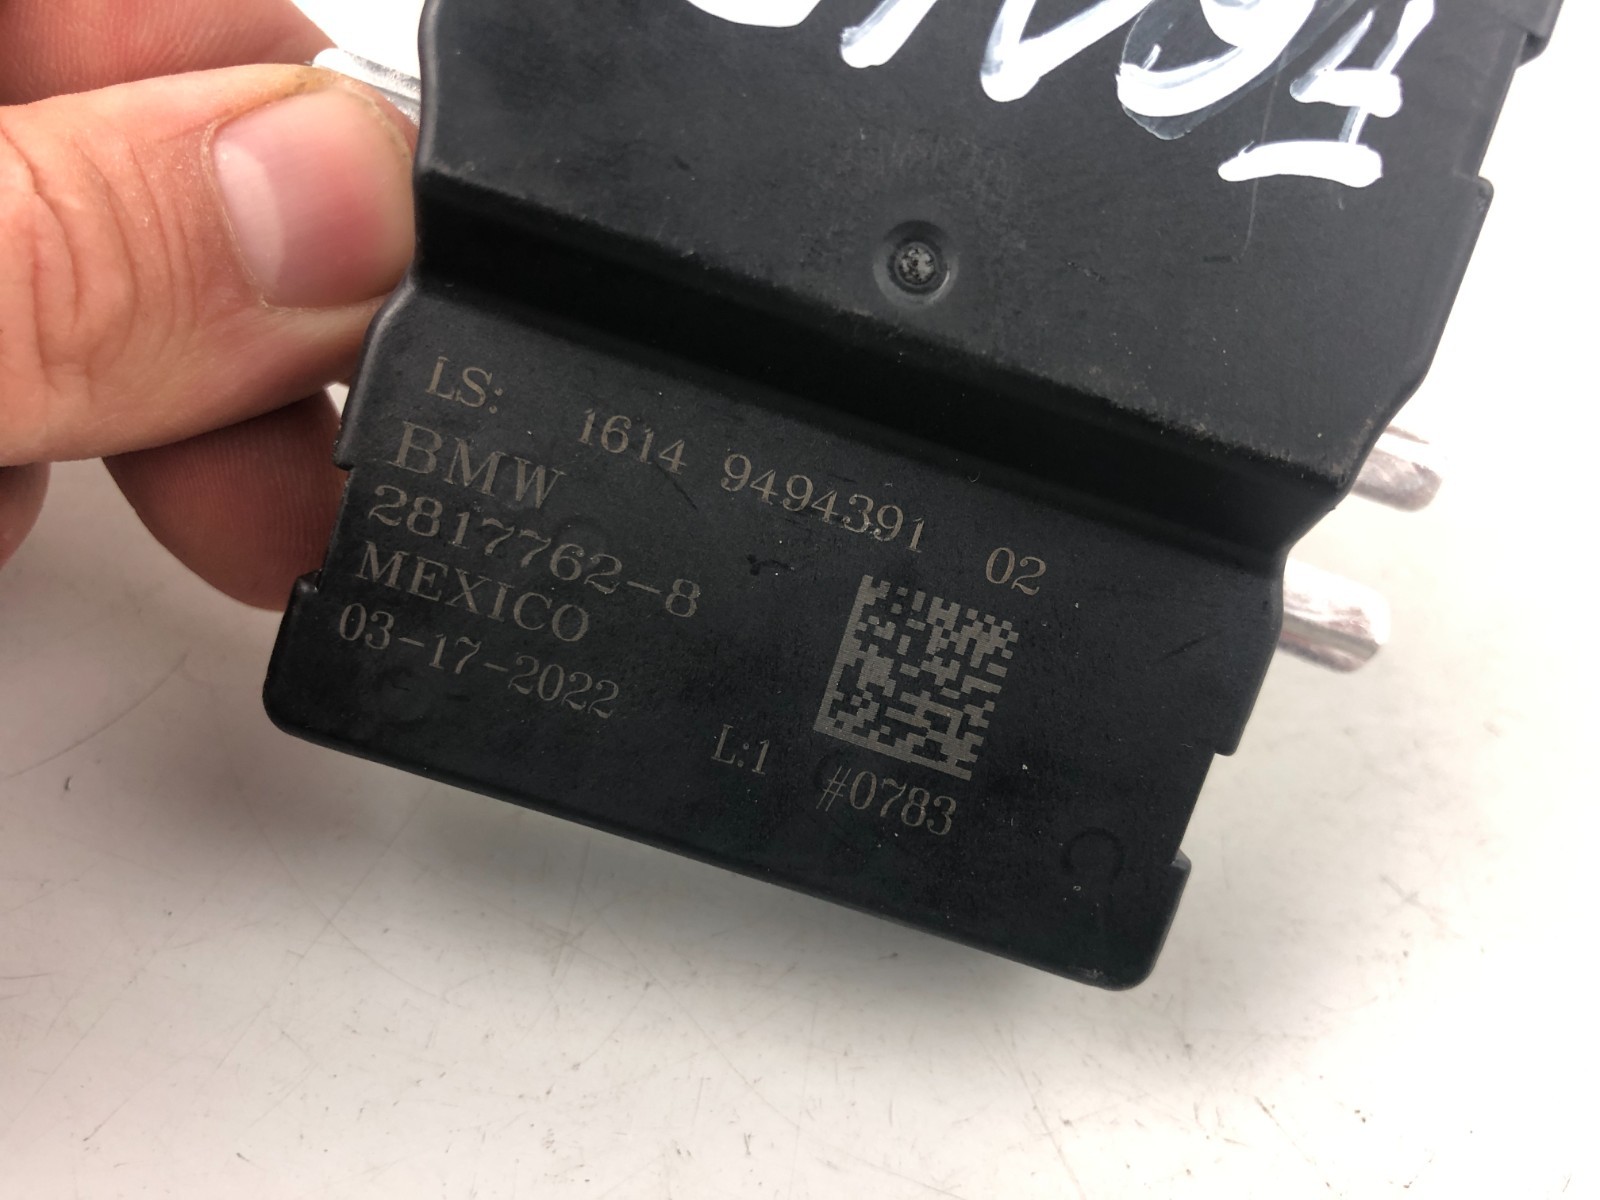 LS: 1614 9494391 02
BMW
2817762-8
MEXICO
03-17-2022
L:1 #0783
C